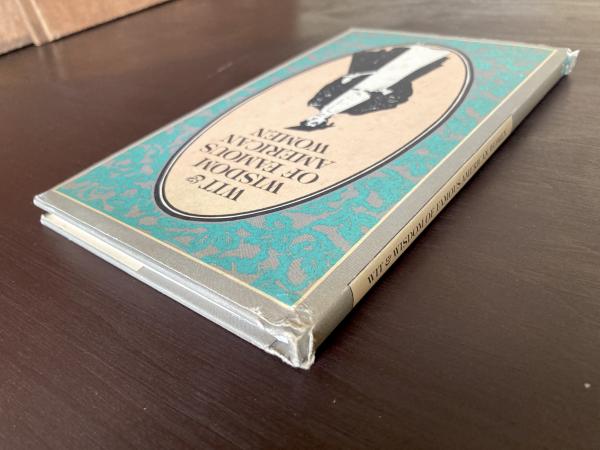 WIT &
WISDOM
OF FAMOUS
AMERICAN
WOMEN
WIT & WISDOM OF FAMOUS AMERICAN WOMEN